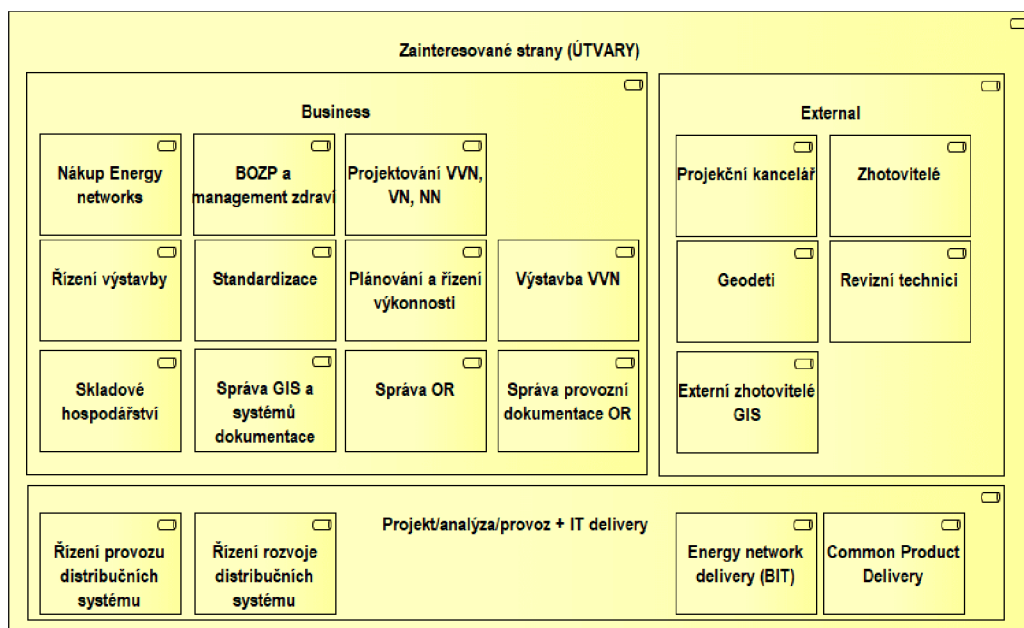 Zainteresované strany (ÚTVARY)
Business
Nákup Energy
networks
BOZP a
management zdraví
Projektování VVN,
VN, NN
Řízení výstavby
Standardizace
Plánování a řízení
výkonnosti
Výstavba VVN
Skladové
hospodářství
Správa GIS a
systémů
dokumentace
Správa OR
Správa provozní
dokumentace OR
External
Projekční kancelář
Zhotovitelé
Geodeti
Revizní technici
Externí zhotovitelé
GIS
Projekt/analýza/provoz + IT delivery
Řízení provozu
distribučních
systému
Řízení rozvoje
distribučních
systému
Energy network
delivery (BIT)
Common Product
Delivery